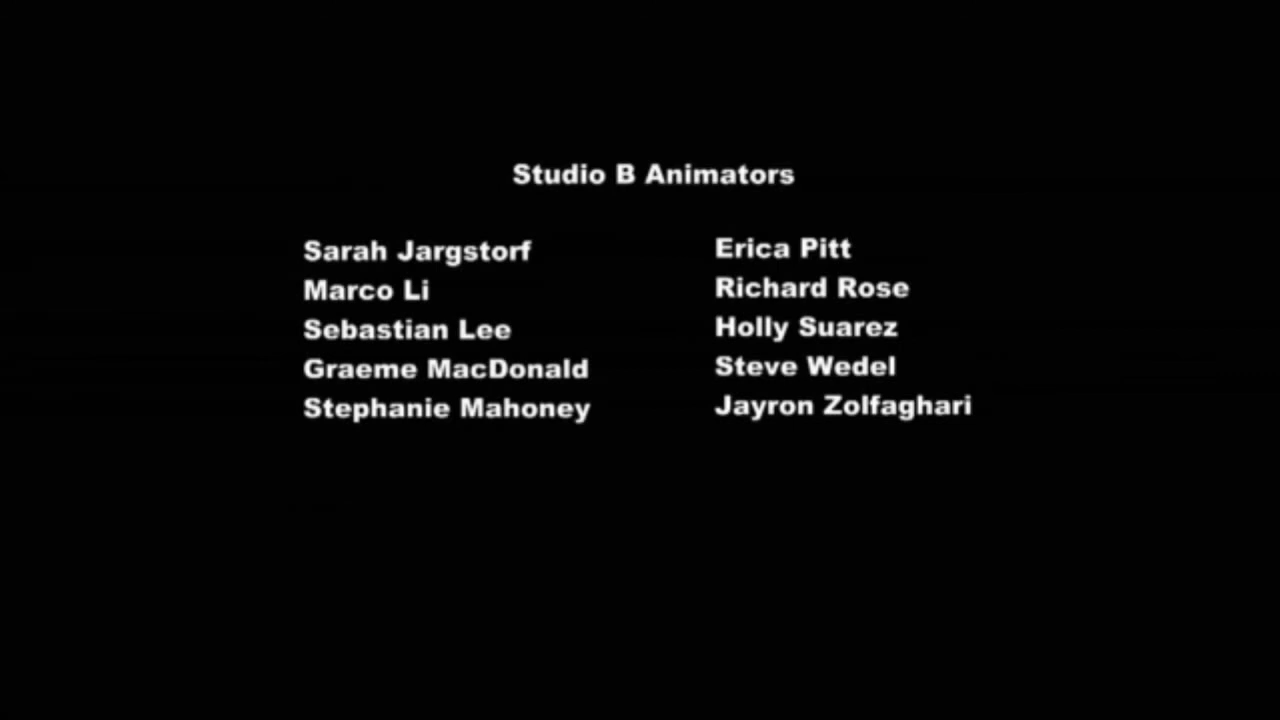 Studio B Animators
Sarah Jargstorf
Marco Li
Sebastian Lee
Graeme MacDonald
Stephanie Mahoney
Erica Pitt
Richard Rose
Holly Suarez
Steve Wedel
Jayron Zolfaghari